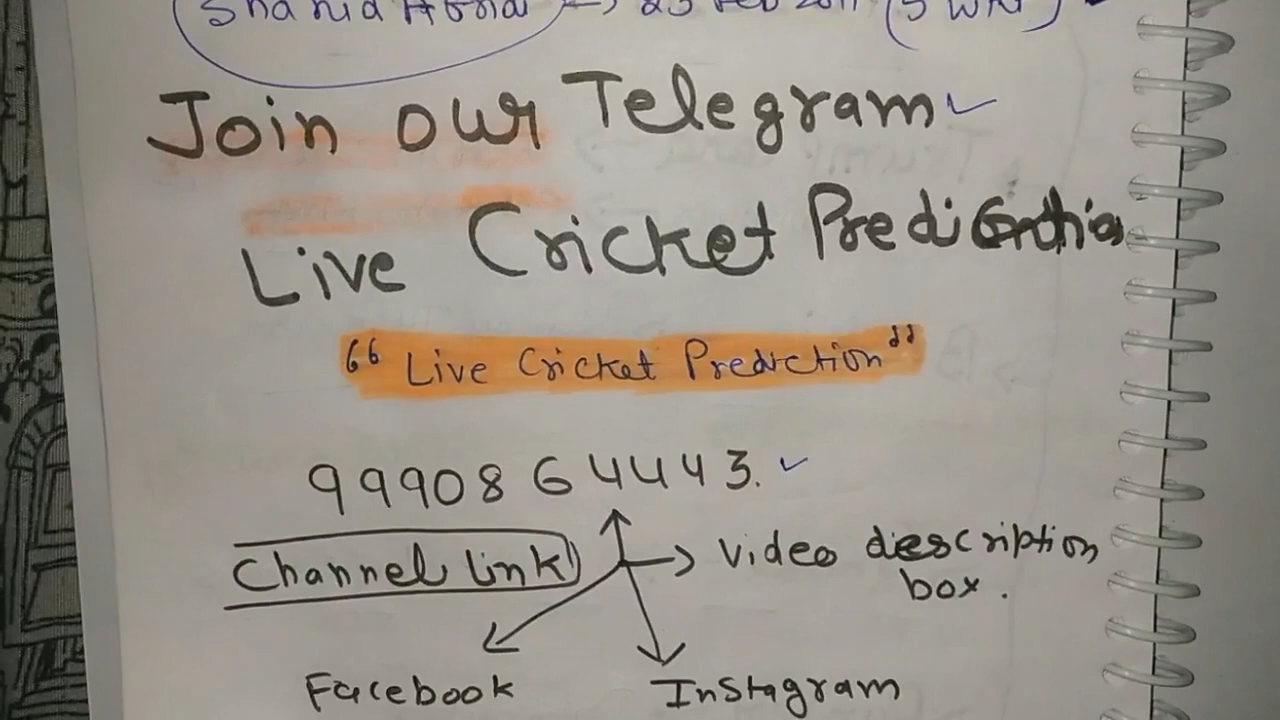 Join our Telegram
Live Cricket Prediction
“ Live Cricket Prediction ”
9990864443.
Channel link
Video description
box.
Facebook
Instagram